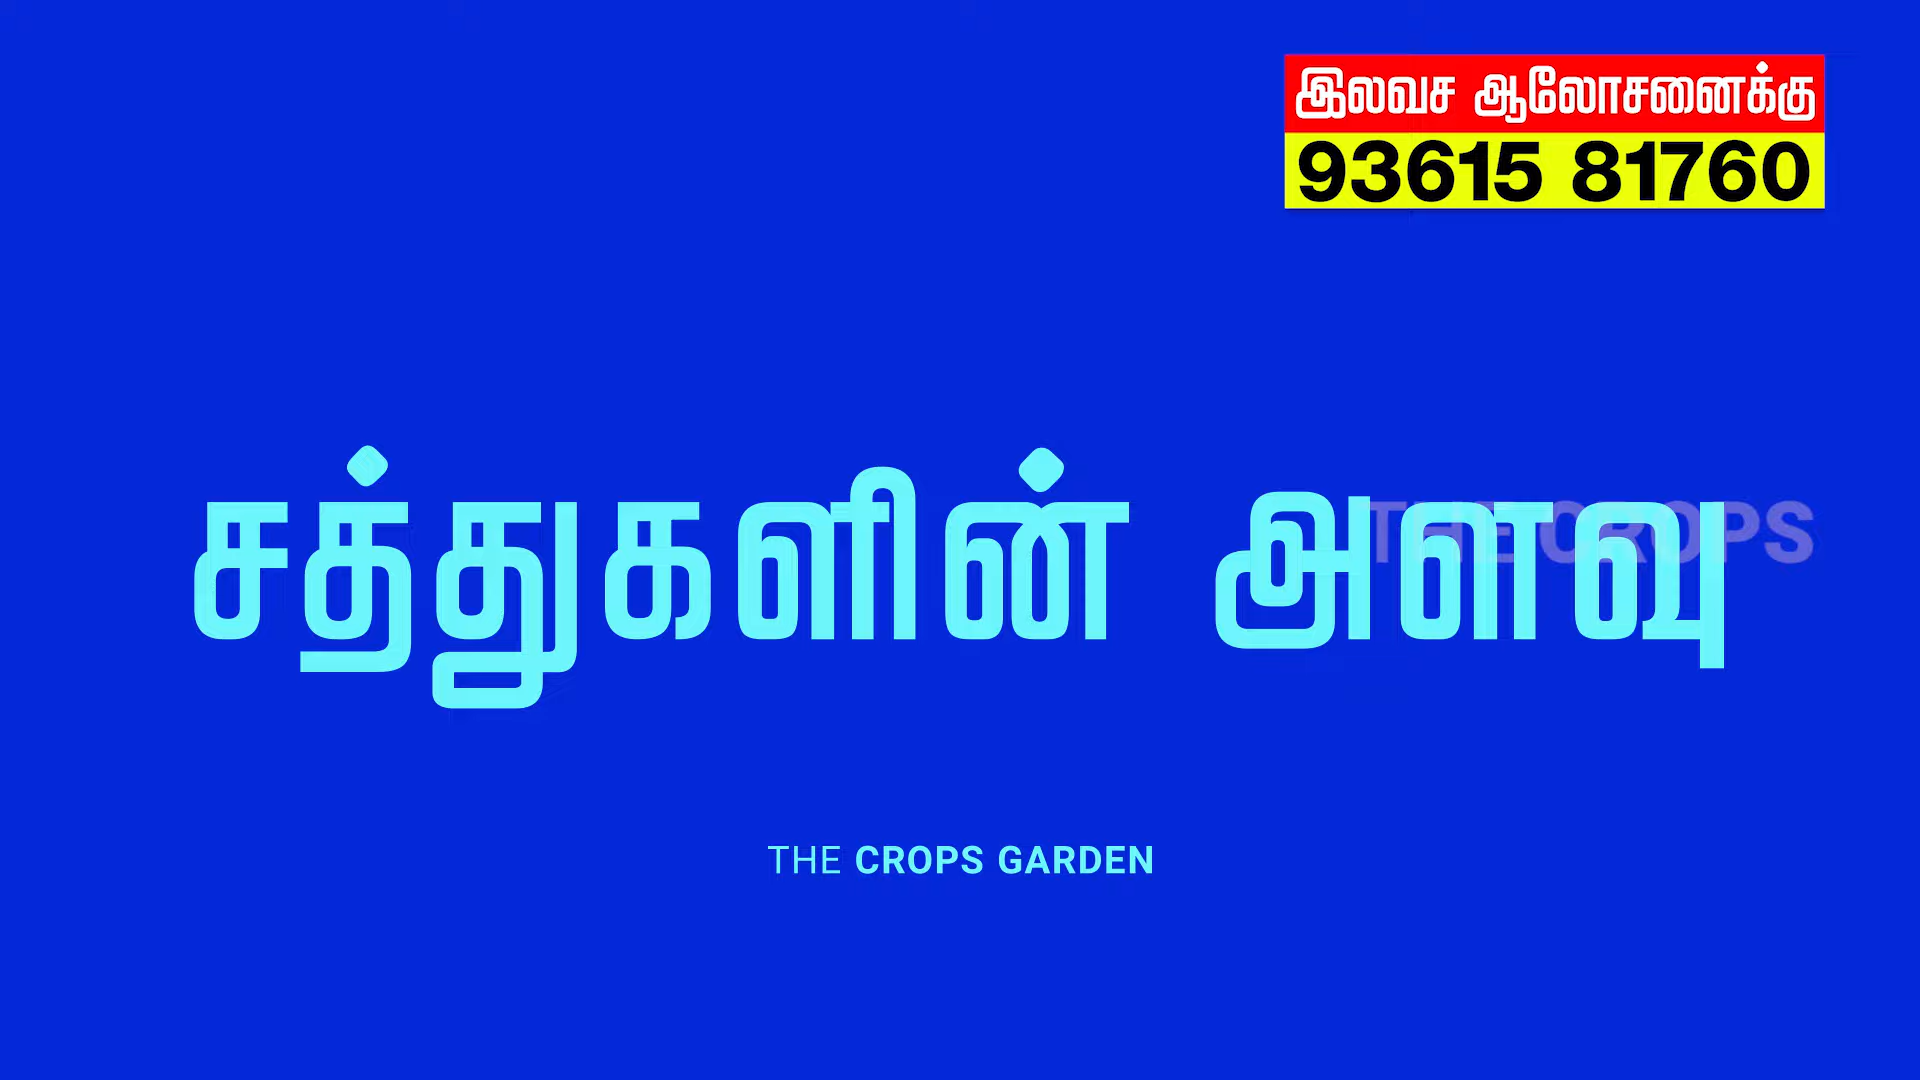 இலவச ஆலோசனைக்கு
93615 81760
சத்துகளின் அளவு
THE CROPS
THE CROPS GARDEN